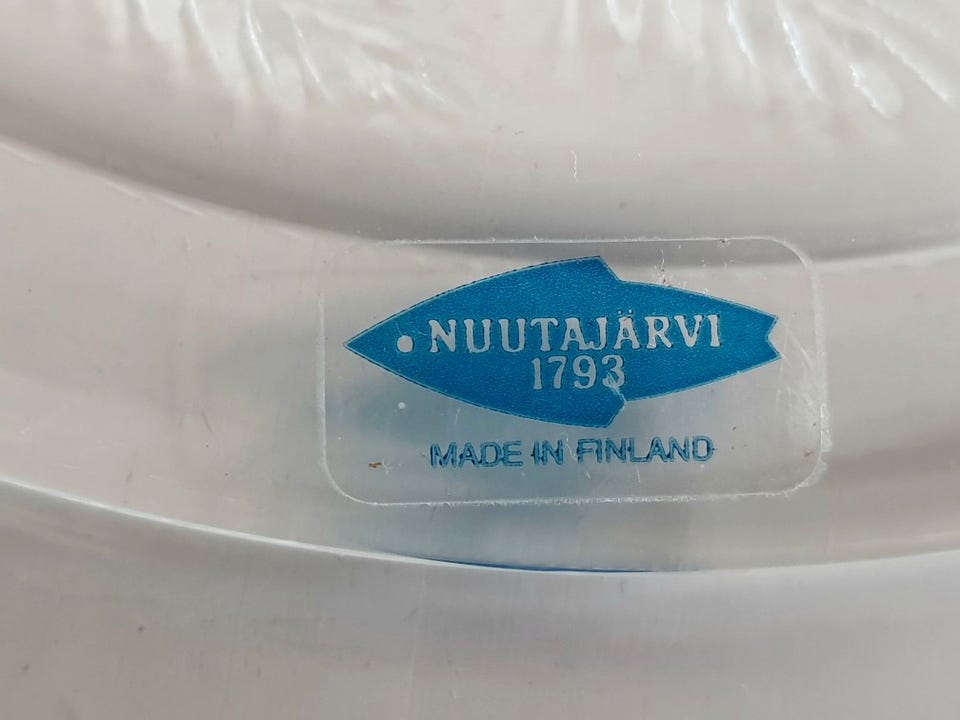 NUUTAJÄRVI
1793
MADE IN FINLAND